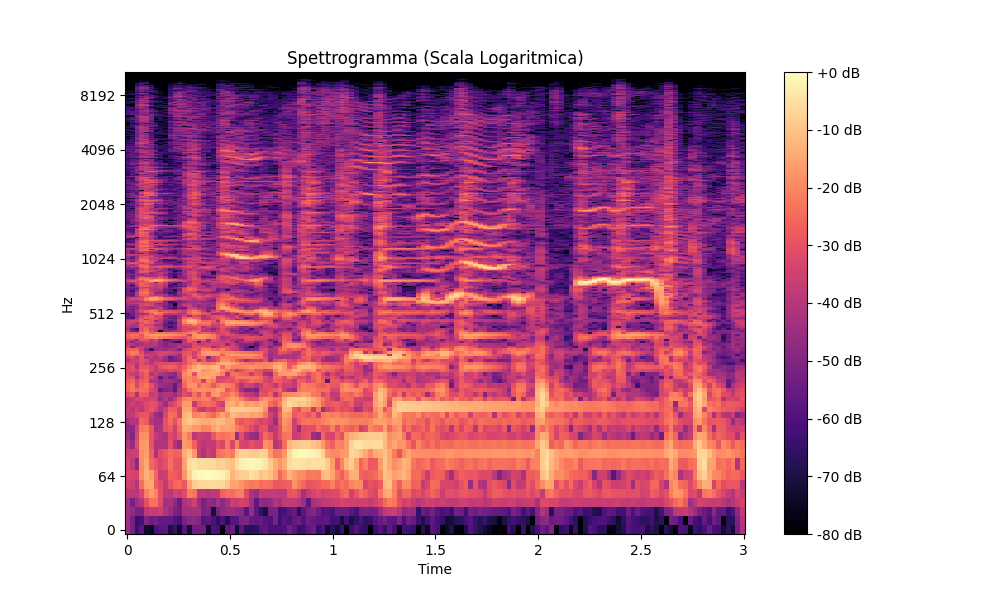 Spettrogramma (Scala Logaritmica)
Hz
8192
4096
2048
1024
512
256
128
64
0
0 0.5 1 1.5 2 2.5 3
Time
+0 dB
-10 dB
-20 dB
-30 dB
-40 dB
-50 dB
-60 dB
-70 dB
-80 dB